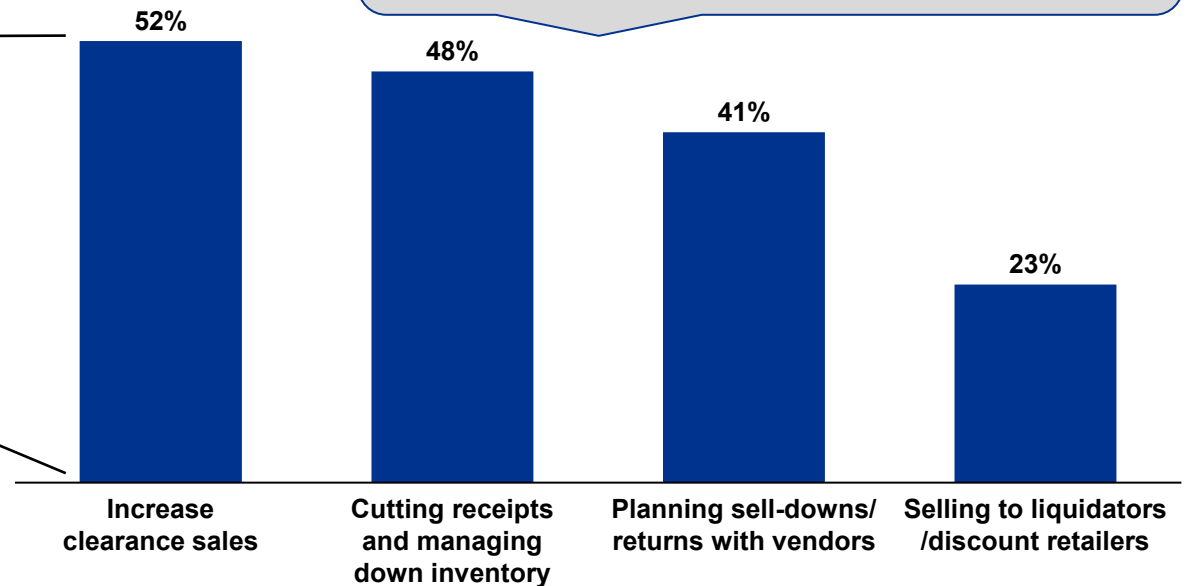 52%
48%
41%
23%
Increase
clearance sales
Cutting receipts
and managing
down inventory
Planning sell-downs/
returns with vendors
Selling to liquidators
/discount retailers